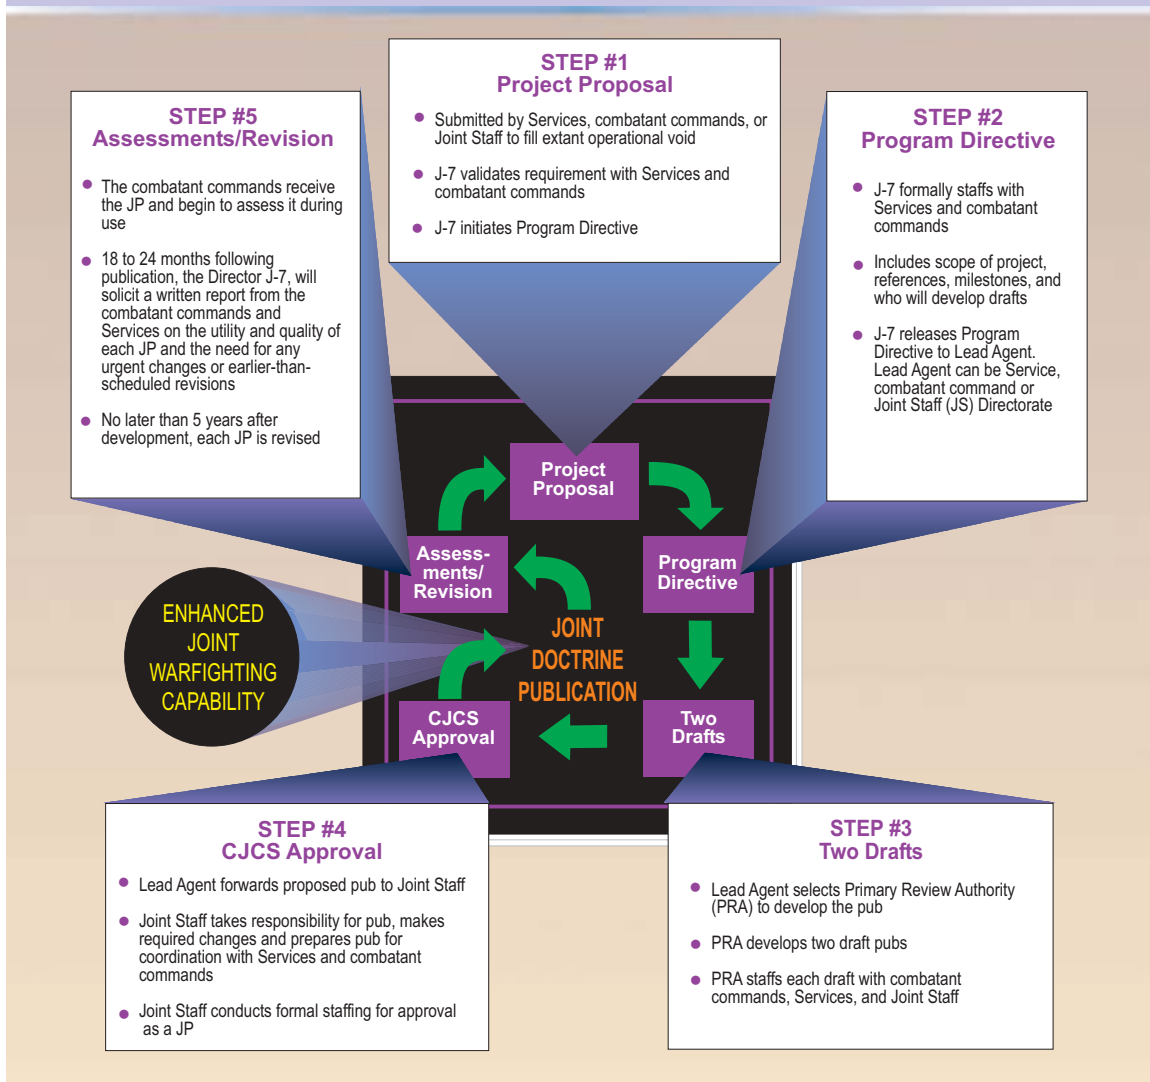 STEP #1
Project Proposal
● Submitted by Services, combatant commands, or
Joint Staff to fill extant operational void
● J-7 validates requirement with Services and
combatant commands
● J-7 initiates Program Directive
STEP #2
Program Directive
● J-7 formally staffs with
Services and combatant
commands
● Includes scope of project,
references, milestones, and
who will develop drafts
● J-7 releases Program
Directive to Lead Agent.
Lead Agent can be Service,
combatant command or
Joint Staff (JS) Directorate
STEP #5
Assessments/Revision
● The combatant commands receive
the JP and begin to assess it during
use
● 18 to 24 months following
publication, the Director J-7, will
solicit a written report from the
combatant commands and
Services on the utility and quality of
each JP and the need for any
urgent changes or earlier-than-
scheduled revisions
● No later than 5 years after
development, each JP is revised
Project
Proposal
Program
Directive
Two
Drafts
CJCS
Approval
Assess-
ments/
Revision
JOINT
DOCTRINE
PUBLICATION
ENHANCED
JOINT
WARFIGHTING
CAPABILITY
STEP #4
CJCS Approval
● Lead Agent forwards proposed pub to Joint Staff
● Joint Staff takes responsibility for pub, makes
required changes and prepares pub for
coordination with Services and combatant
commands
● Joint Staff conducts formal staffing for approval
as a JP
STEP #3
Two Drafts
● Lead Agent selects Primary Review Authority
(PRA) to develop the pub
● PRA develops two draft pubs
● PRA staffs each draft with combatant
commands, Services, and Joint Staff